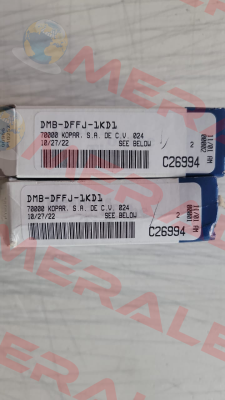 DMB-DFFJ-1KD1
70000 KOPAR. S.A. DE C.V. 024
10/27/22 SEE BELOW
2
C26994
DMB-DFFJ-1KD1
70000 KOPAR. S.A. DE C.V. 024
10/27/22 SEE BELOW
2
C26994
MERALE